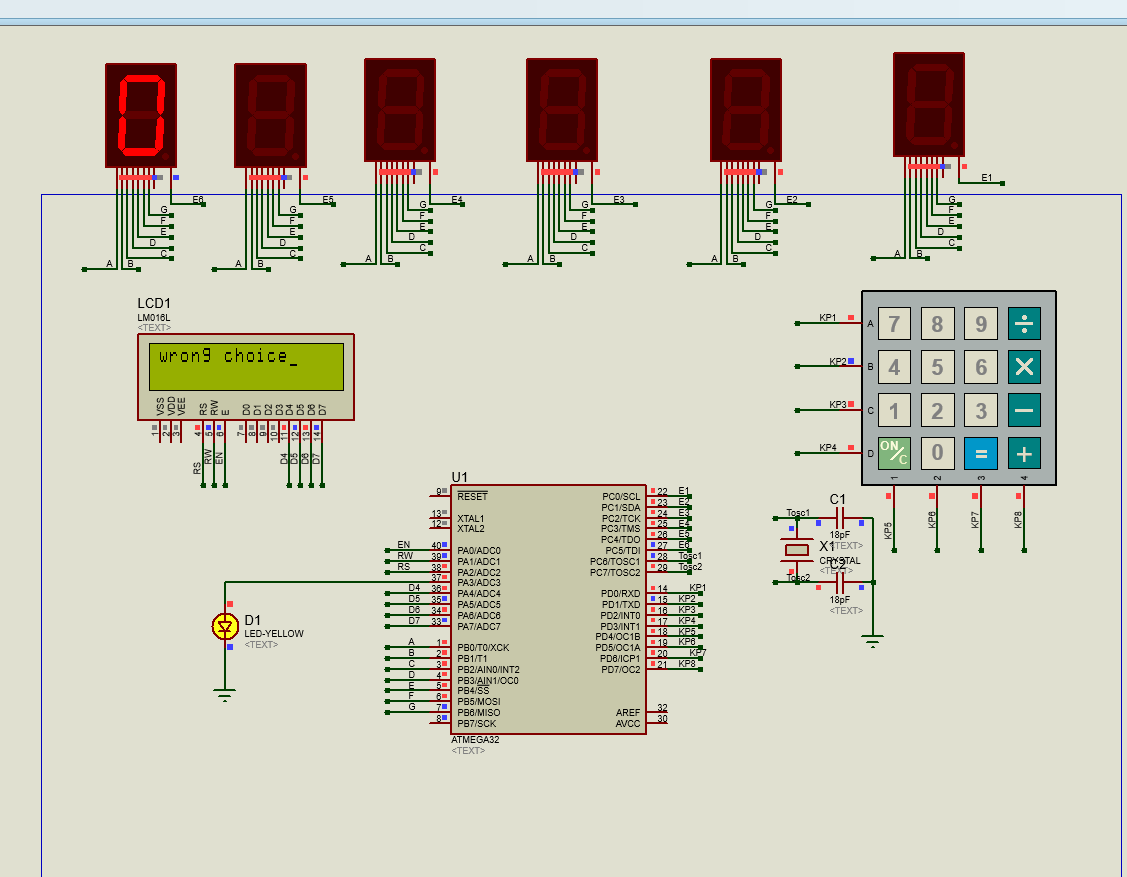 E6
E5
E4
E3
E2
E1
G
F
E
D
C
A B
G
F
E
D
C
A B
G
F
E
D
C
A B
G
F
E
D
C
A B
G
F
E
D
C
A B
G
F
E
D
C
A B
LCD1
LM016L
<TEXT>
wrong choice_
VSS VDD VEE RS RW E D0 D1 D2 D3 D4 D5 D6 D7
1 2 3 4 5 6 7 8 9 10 11 12 13 14
RS RW EN D4 D5 D6 D7
KP1 A 7 8 9 ÷
KP2 B 4 5 6 ×
KP3 C 1 2 3 −
KP4 D ON/C 0 = +
1 2 3 4
KP5 KP6 KP7 KP8
U1
9 RESET
13 XTAL1
12 XTAL2
EN 40 PA0/ADC0
RW 39 PA1/ADC1
RS 38 PA2/ADC2
37 PA3/ADC3
D4 36 PA4/ADC4
D5 35 PA5/ADC5
D6 34 PA6/ADC6
D7 33 PA7/ADC7
A 1 PB0/T0/XCK
B 2 PB1/T1
C 3 PB2/AIN0/INT2
D 4 PB3/AIN1/OC0
E 5 PB4/SS
F 6 PB5/MOSI
G 7 PB6/MISO
8 PB7/SCK
PC0/SCL 22 E1
PC1/SDA 23 E2
PC2/TCK 24 E3
PC3/TMS 25 E4
PC4/TDO 26 E5
PC5/TDI 27 E6
PC6/TOSC1 28 Tosc1
PC7/TOSC2 29 Tosc2
PD0/RXD 14 KP1
PD1/TXD 15 KP2
PD2/INT0 16 KP3
PD3/INT1 17 KP4
PD4/OC1B 18 KP5
PD5/OC1A 19 KP6
PD6/ICP1 20 KP7
PD7/OC2 21 KP8
AREF 32
AVCC 30
ATMEGA32
<TEXT>
D1
LED-YELLOW
<TEXT>
C1
Tosc1
18pF
<TEXT>
X1
CRYSTAL
<TEXT>
C2
Tosc2
18pF
<TEXT>